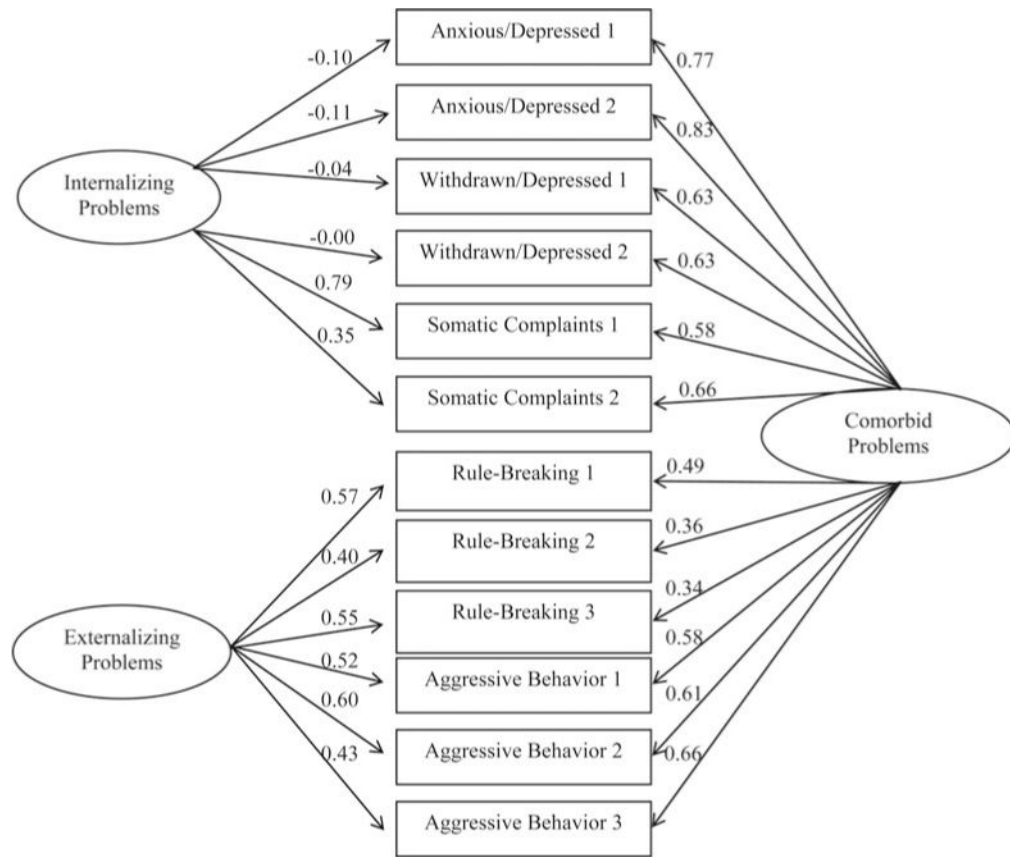 Anxious/Depressed 1
-0.10
0.77
Anxious/Depressed 2
-0.11
0.83
Internalizing
Problems
-0.04
Withdrawn/Depressed 1
0.63
-0.00
Withdrawn/Depressed 2
0.63
0.79
Somatic Complaints 1
0.58
0.35
Somatic Complaints 2
0.66
Comorbid
Problems
Rule-Breaking 1
0.49
0.57
Rule-Breaking 2
0.36
0.40
Rule-Breaking 3
0.34
0.55
Externalizing
Problems
0.52
Aggressive Behavior 1
0.58
0.60
Aggressive Behavior 2
0.61
0.43
Aggressive Behavior 3
0.66